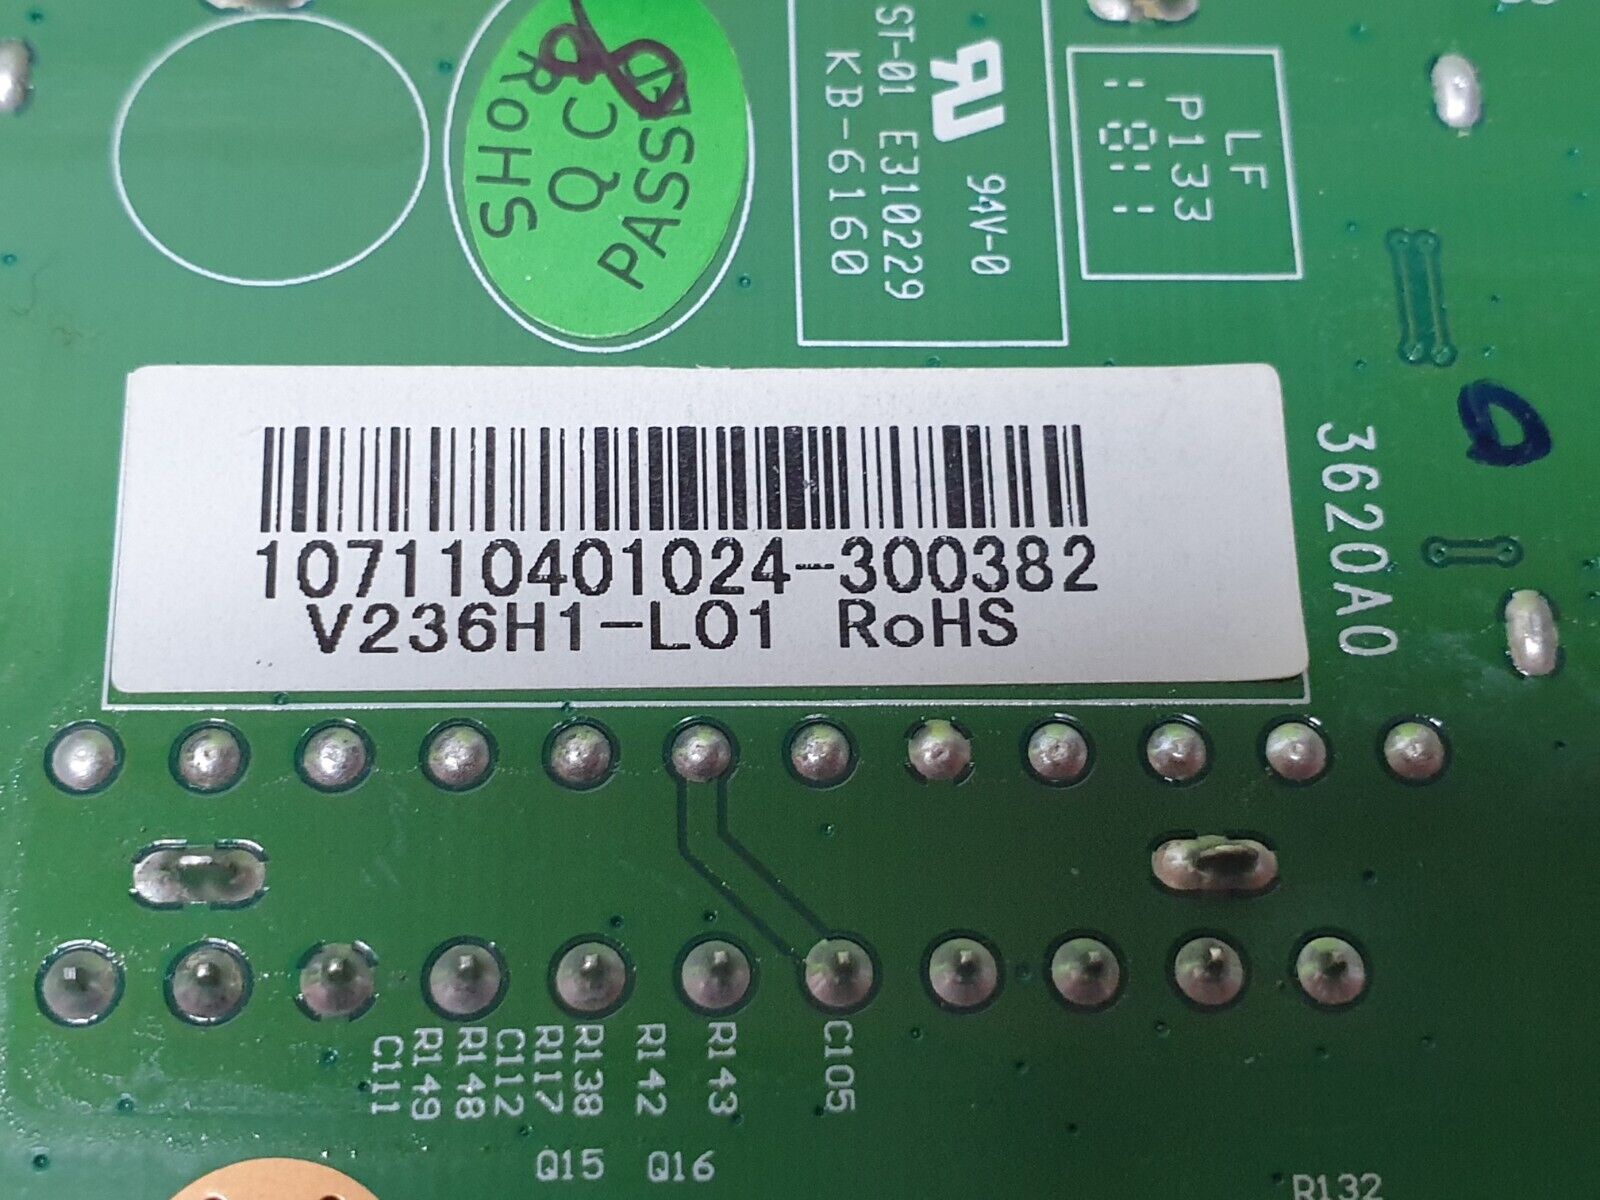 RoHS
QC
PASS
ST-01 E310229
KB-6160
94V-0
LF
P133
107110401024-300382
V236H1-L01 RoHS
3620A0
C111
R149
R148
C112
R117
R138
R142
R143
C105
Q15 Q16
R132